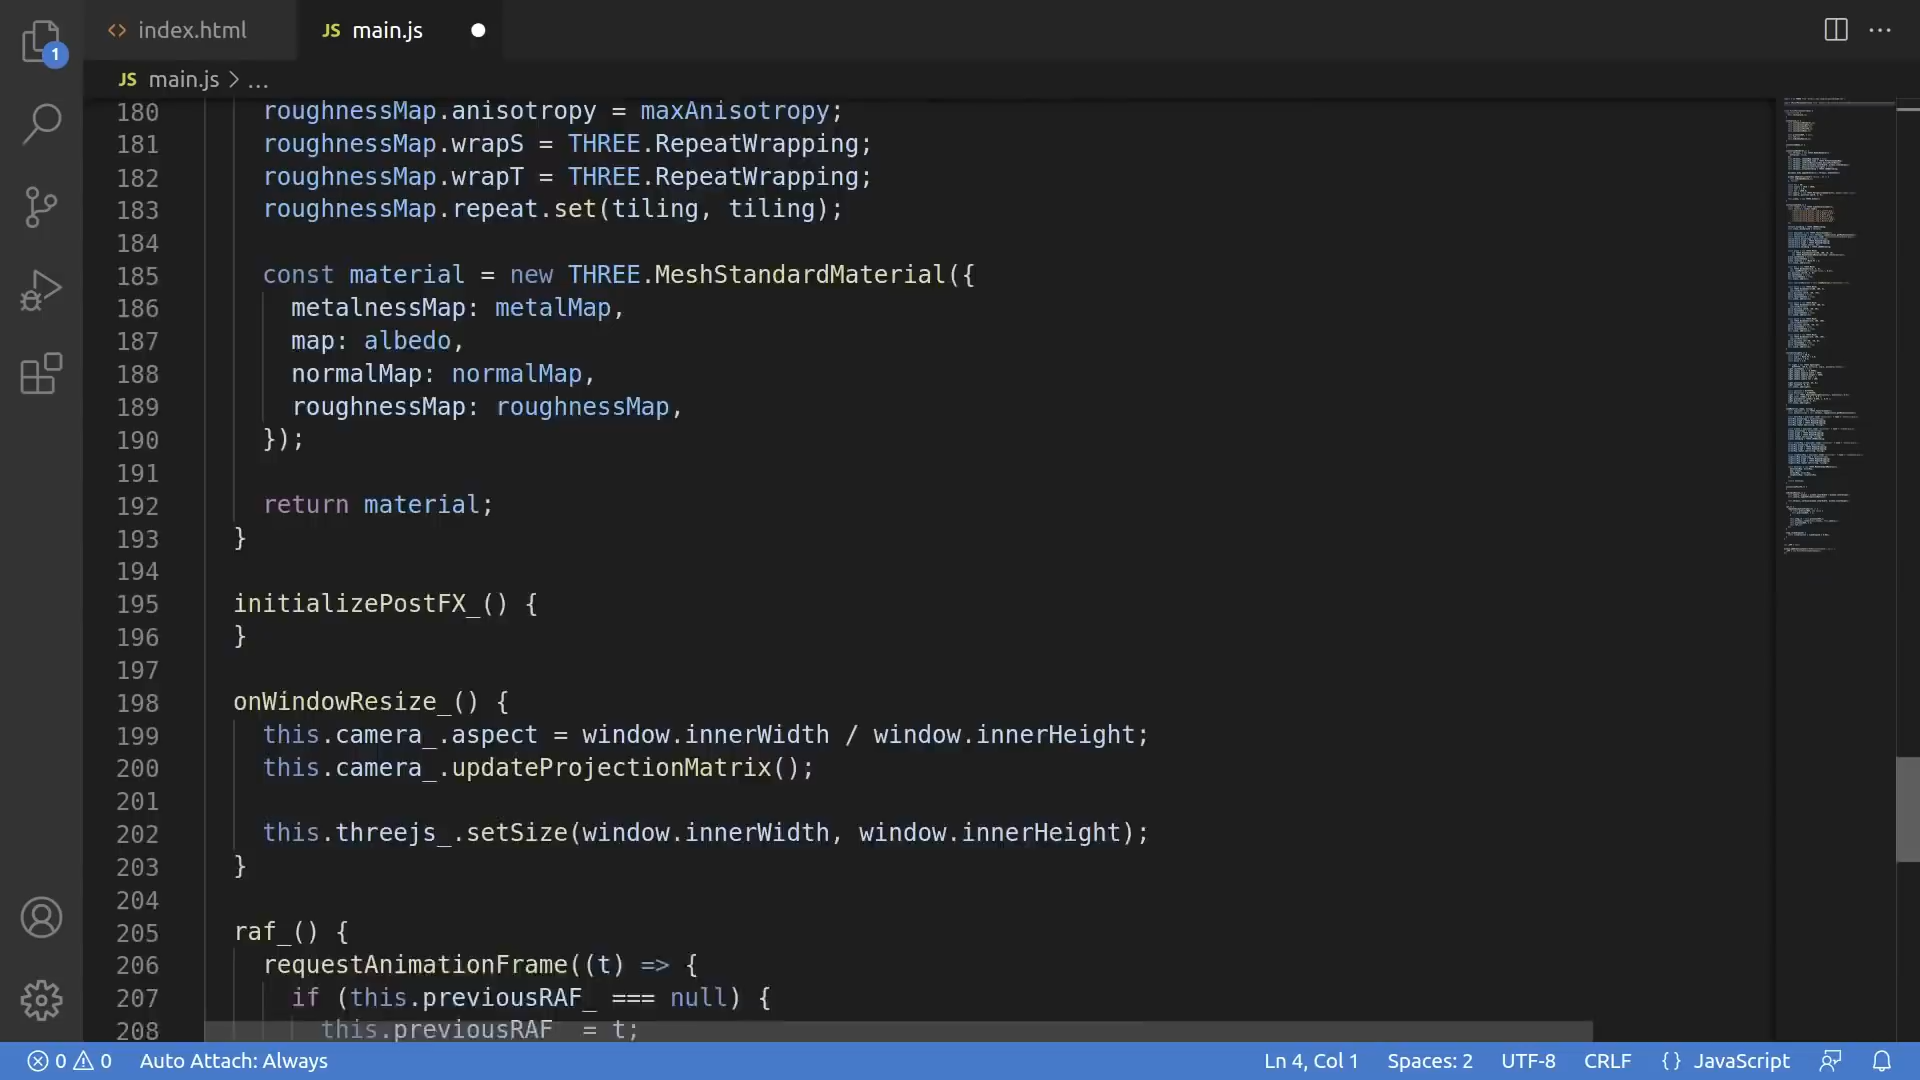 1
<> index.html
JS main.js
JS main.js > ...
180 roughnessMap.anisotropy = maxAnisotropy;
181 roughnessMap.wrapS = THREE.RepeatWrapping;
182 roughnessMap.wrapT = THREE.RepeatWrapping;
183 roughnessMap.repeat.set(tiling, tiling);
184
185 const material = new THREE.MeshStandardMaterial({
186 metalnessMap: metalMap,
187 map: albedo,
188 normalMap: normalMap,
189 roughnessMap: roughnessMap,
190 });
191
192 return material;
193 }
194
195 initializePostFX_() {
196 }
197
198 onWindowResize_() {
199 this.camera_.aspect = window.innerWidth / window.innerHeight;
200 this.camera_.updateProjectionMatrix();
201
202 this.threejs_.setSize(window.innerWidth, window.innerHeight);
203 }
204
205 raf_() {
206 requestAnimationFrame((t) => {
207 if (this.previousRAF_ === null) {
208 this.previousRAF_ = t;
0 0 Auto Attach: Always
Ln 4, Col 1 Spaces: 2 UTF-8 CRLF {} JavaScript